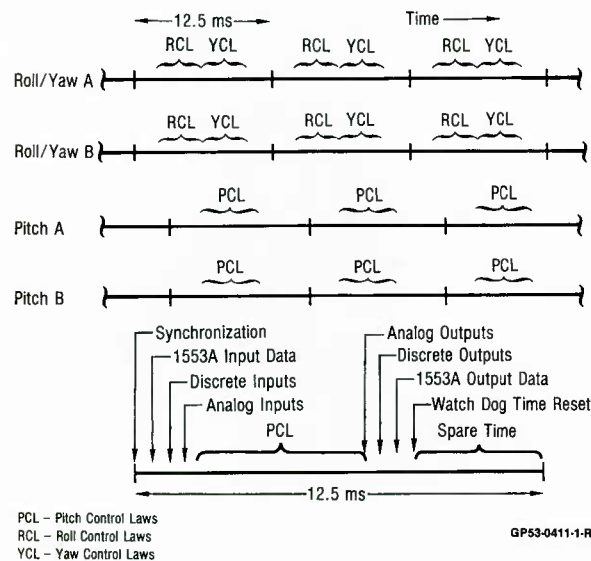 12.5 ms
Time
RCL YCL RCL YCL RCL YCL
Roll/Yaw A
RCL YCL RCL YCL RCL YCL
Roll/Yaw B
PCL PCL PCL
Pitch A
PCL PCL PCL
Pitch B
Synchronization
1553A Input Data
Discrete Inputs
Analog Inputs
PCL
Analog Outputs
Discrete Outputs
1553A Output Data
Watch Dog Time Reset
Spare Time
12.5 ms
PCL – Pitch Control Laws
RCL – Roll Control Laws
YCL – Yaw Control Laws
GP53-0411-1-R